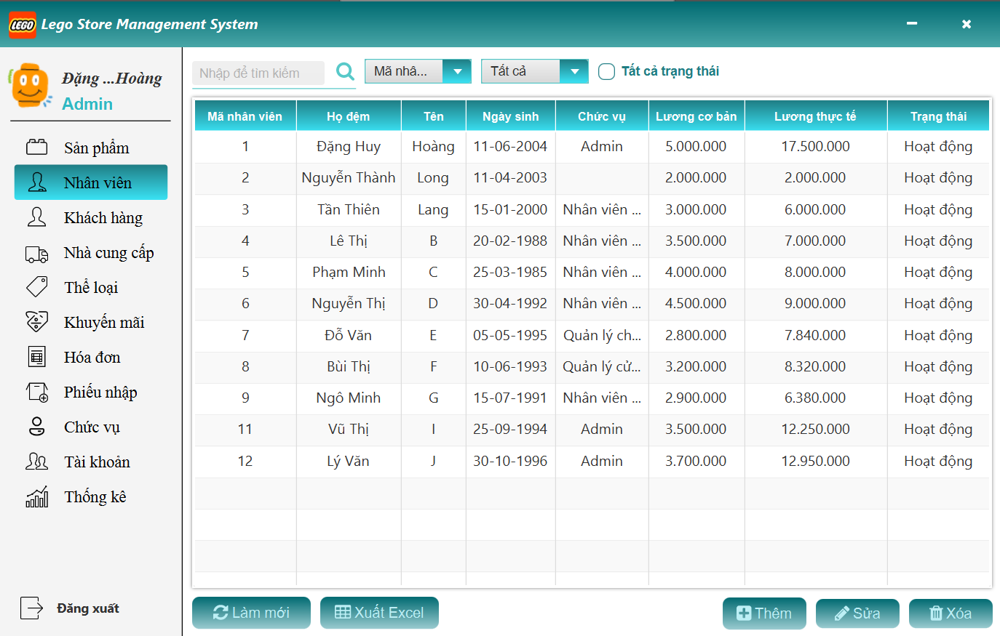 LEGO Lego Store Management System
Đặng ...Hoàng
Admin
Sản phẩm
Nhân viên
Khách hàng
Nhà cung cấp
Thể loại
Khuyến mãi
Hóa đơn
Phiếu nhập
Chức vụ
Tài khoản
Thống kê
Đăng xuất
Nhập để tìm kiếm Mã nhâ... Tất cả Tất cả trạng thái
Mã nhân viên Họ đệm Tên Ngày sinh Chức vụ Lương cơ bản Lương thực tế Trạng thái
1 Đặng Huy Hoàng 11-06-2004 Admin 5.000.000 17.500.000 Hoạt động
2 Nguyễn Thành Long 11-04-2003 2.000.000 2.000.000 Hoạt động
3 Tần Thiên Lang 15-01-2000 Nhân viên ... 3.000.000 6.000.000 Hoạt động
4 Lê Thị B 20-02-1988 Nhân viên ... 3.500.000 7.000.000 Hoạt động
5 Phạm Minh C 25-03-1985 Nhân viên ... 4.000.000 8.000.000 Hoạt động
6 Nguyễn Thị D 30-04-1992 Nhân viên ... 4.500.000 9.000.000 Hoạt động
7 Đỗ Văn E 05-05-1995 Quản lý ch... 2.800.000 7.840.000 Hoạt động
8 Bùi Thị F 10-06-1993 Quản lý cử... 3.200.000 8.320.000 Hoạt động
9 Ngô Minh G 15-07-1991 Nhân viên ... 2.900.000 6.380.000 Hoạt động
11 Vũ Thị I 25-09-1994 Admin 3.500.000 12.250.000 Hoạt động
12 Lý Văn J 30-10-1996 Admin 3.700.000 12.950.000 Hoạt động
Làm mới Xuất Excel Thêm Sửa Xóa